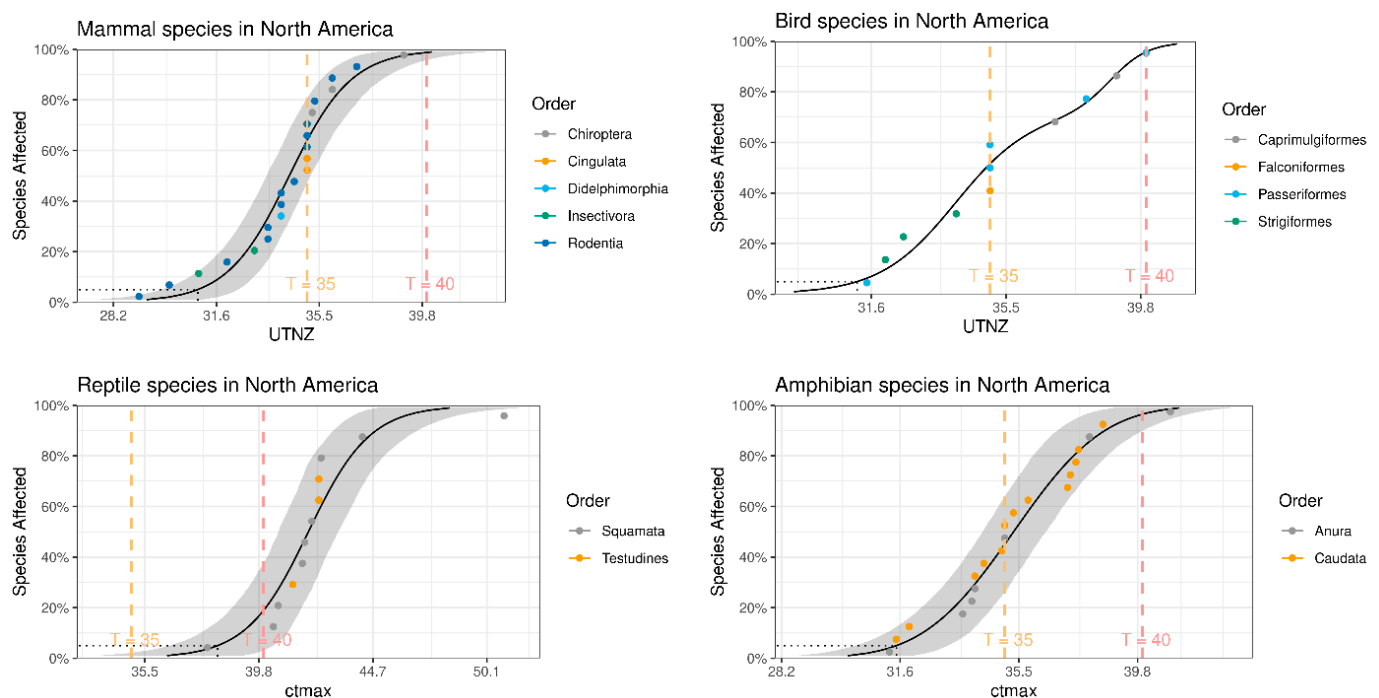 Mammal species in North America
100%
80%
60%
40%
20%
0%
Species Affected
T = 35
T = 40
28.2 31.6 35.5 39.8
UTNZ
Order
Chiroptera
Cingulata
Didelphimorphia
Insectivora
Rodentia
Bird species in North America
100%
80%
60%
40%
20%
0%
Species Affected
T = 35
T = 40
31.6 35.5 39.8
UTNZ
Order
Caprimulgiformes
Falconiformes
Passeriformes
Strigiformes
Reptile species in North America
100%
80%
60%
40%
20%
0%
Species Affected
T = 35
T = 40
35.5 39.8 44.7 50.1
ctmax
Order
Squamata
Testudines
Amphibian species in North America
100%
80%
60%
40%
20%
0%
Species Affected
T = 35
T = 40
28.2 31.6 35.5 39.8
ctmax
Order
Anura
Caudata